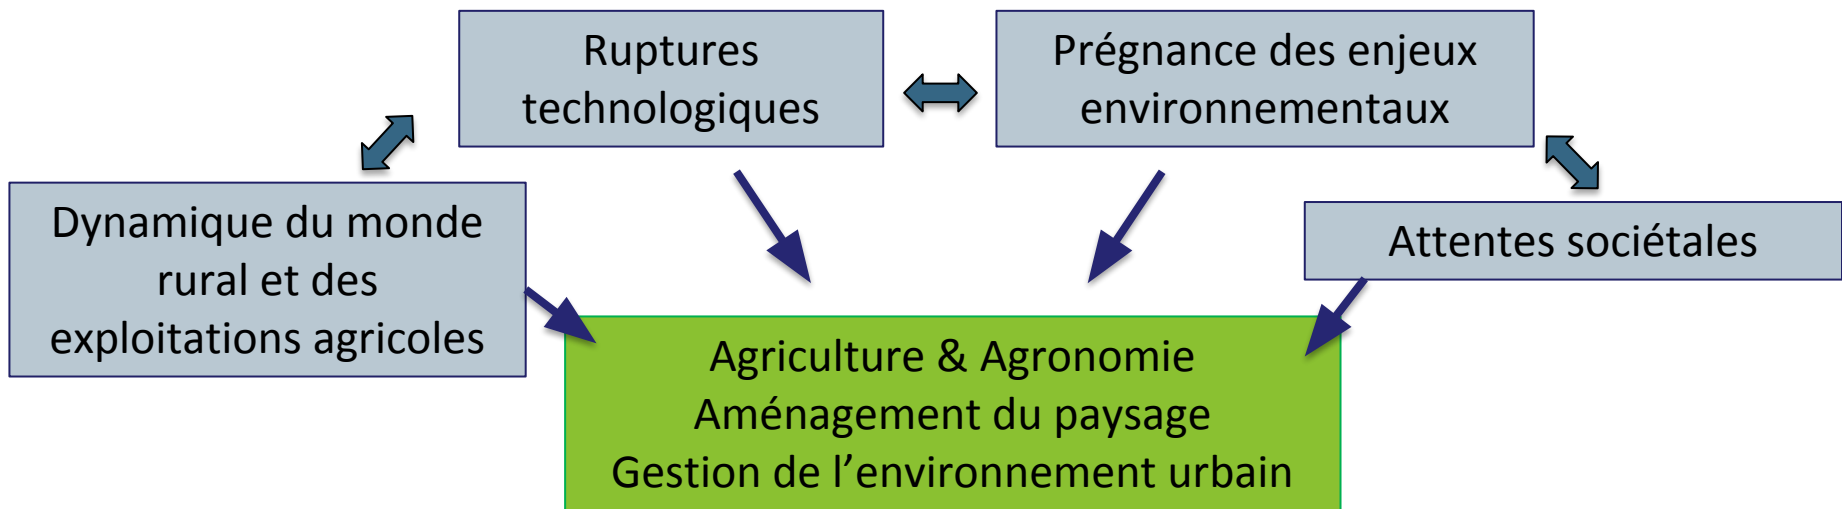 Ruptures
technologiques
Prégnance des enjeux
environnementaux
Dynamique du monde
rural et des
exploitations agricoles
Attentes sociétales
Agriculture & Agronomie
Aménagement du paysage
Gestion de l’environnement urbain